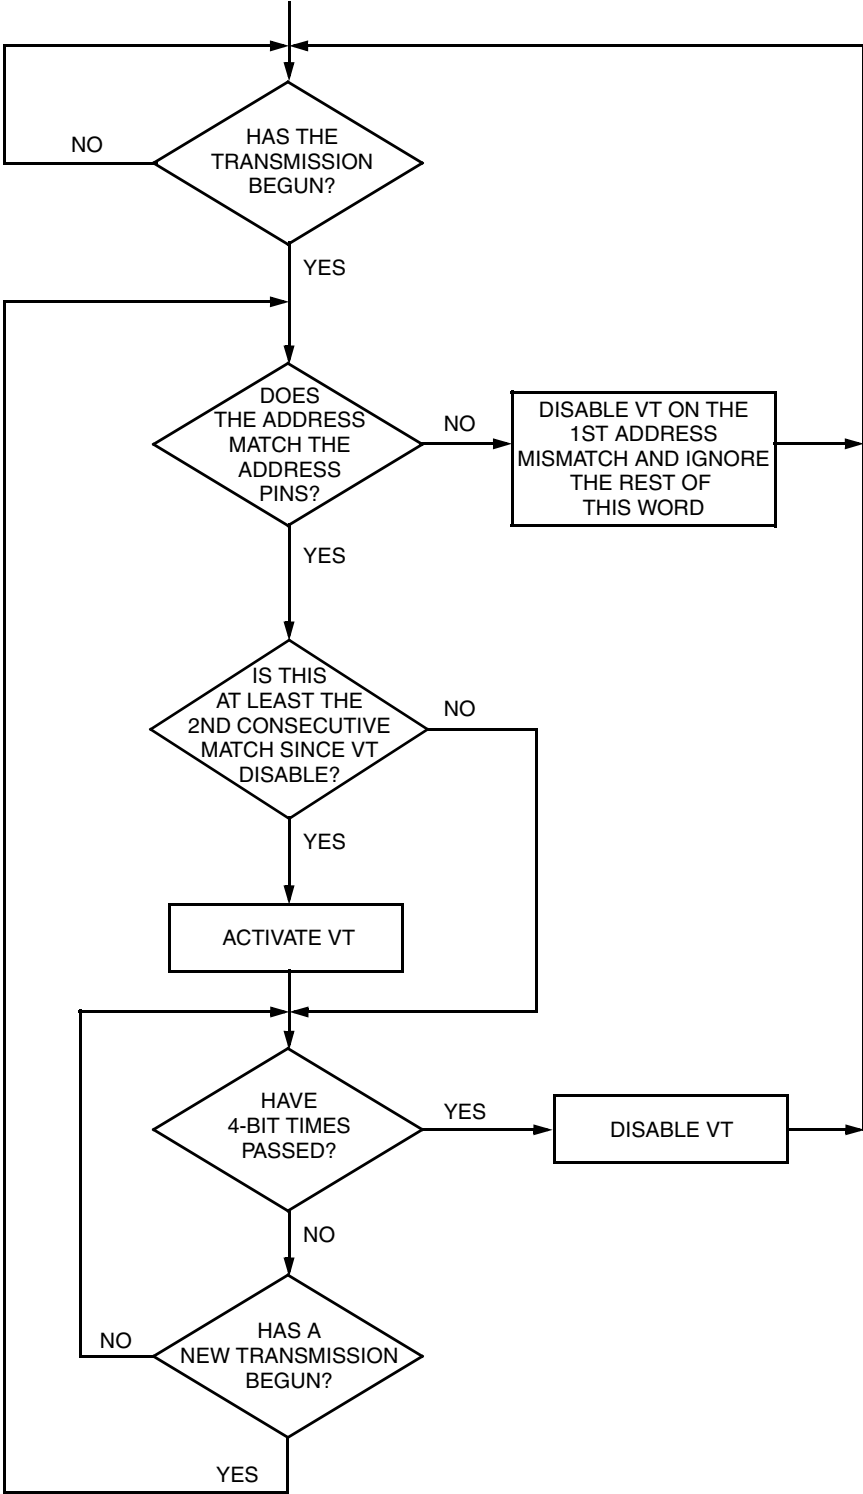 HAS THE
TRANSMISSION
BEGUN?
NO
YES
DOES
THE ADDRESS
MATCH THE
ADDRESS
PINS?
NO
DISABLE VT ON THE
1ST ADDRESS
MISMATCH AND IGNORE
THE REST OF
THIS WORD
YES
IS THIS
AT LEAST THE
2ND CONSECUTIVE
MATCH SINCE VT
DISABLE?
NO
YES
ACTIVATE VT
HAVE
4-BIT TIMES
PASSED?
YES
DISABLE VT
NO
HAS A
NEW TRANSMISSION
BEGUN?
NO
YES